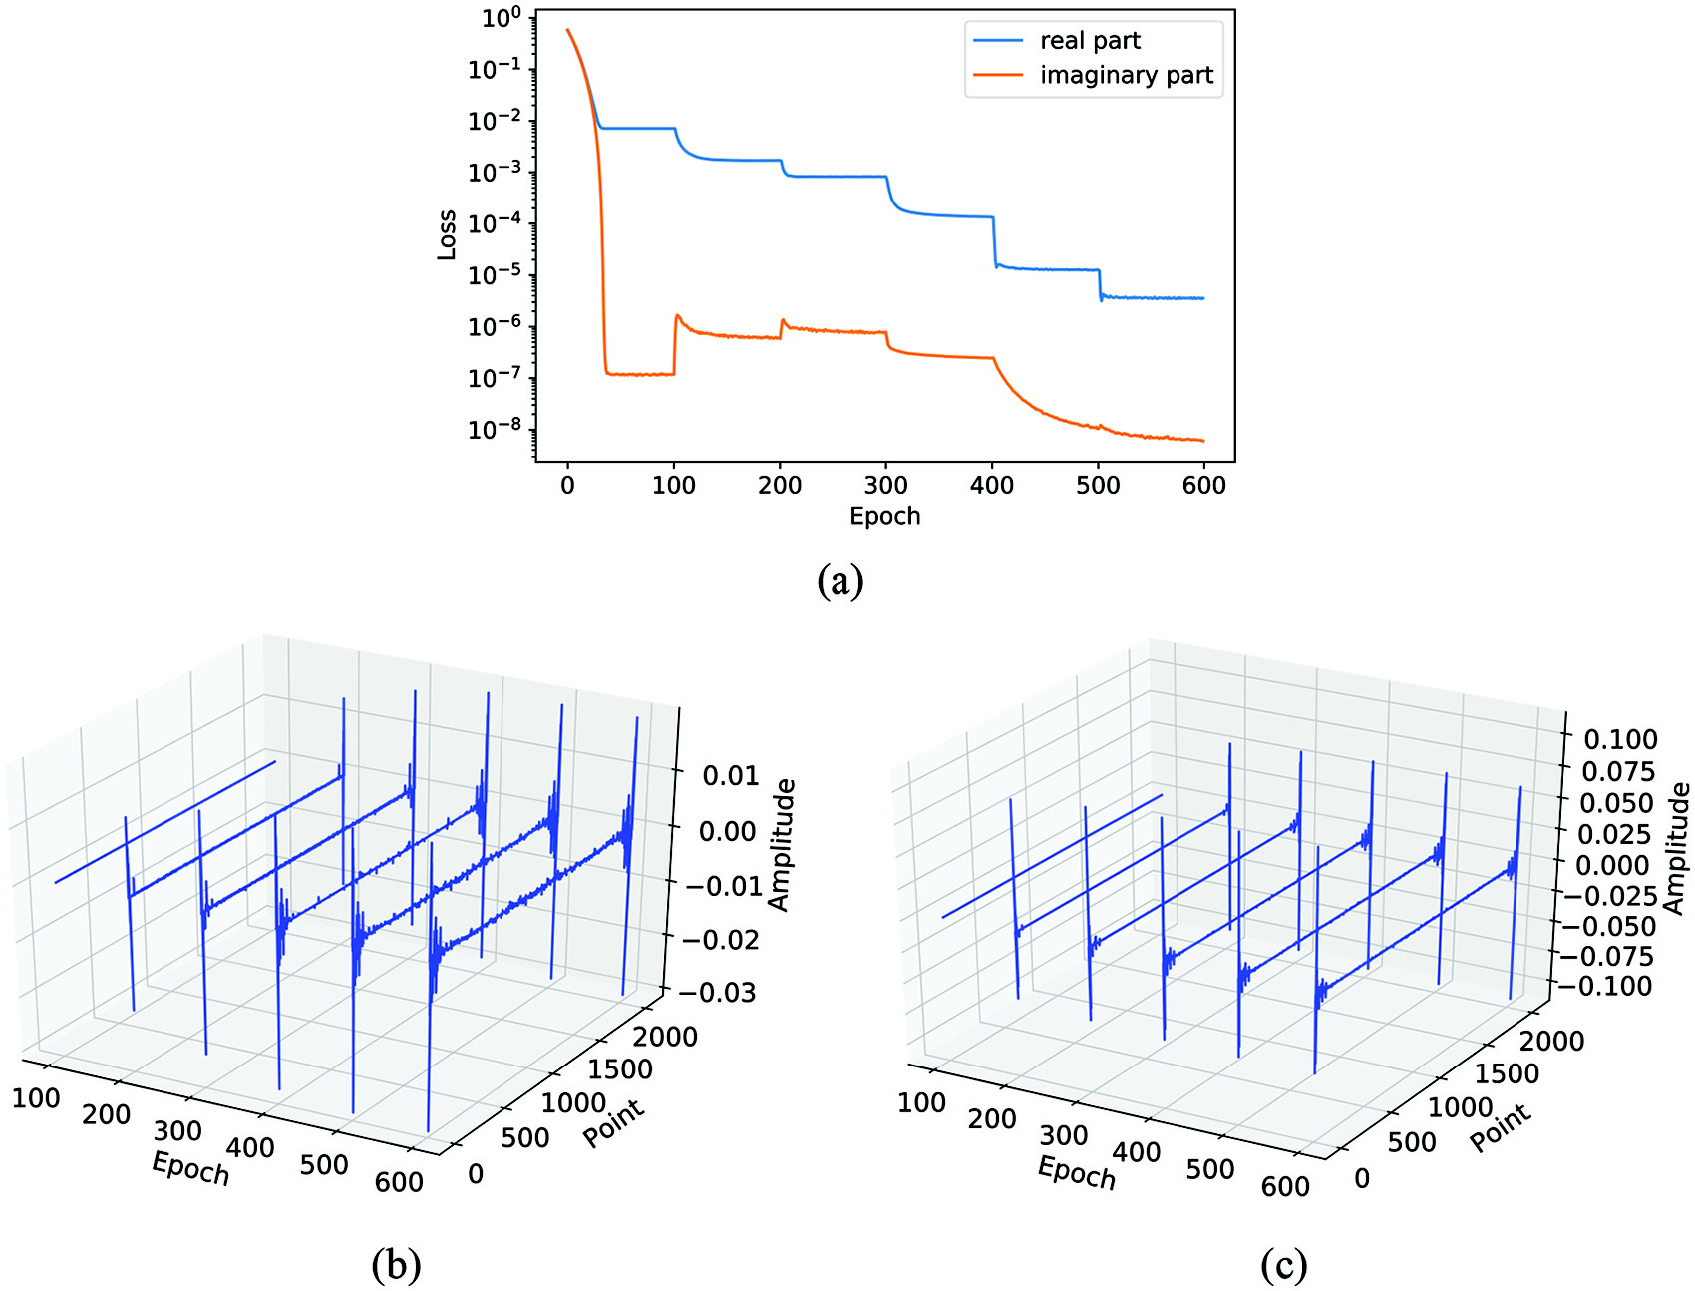 10⁰
10⁻¹
10⁻²
10⁻³
10⁻⁴
10⁻⁵
10⁻⁶
10⁻⁷
10⁻⁸
Loss
real part
imaginary part
0 100 200 300 400 500 600
Epoch
(a)
0.01
0.00
−0.01
−0.02
−0.03
Amplitude
100 200 300 400 500 600
Epoch
0 500 1000 1500 2000
Point
(b)
0.100
0.075
0.050
0.025
0.000
−0.025
−0.050
−0.075
−0.100
Amplitude
100 200 300 400 500 600
Epoch
0 500 1000 1500 2000
Point
(c)